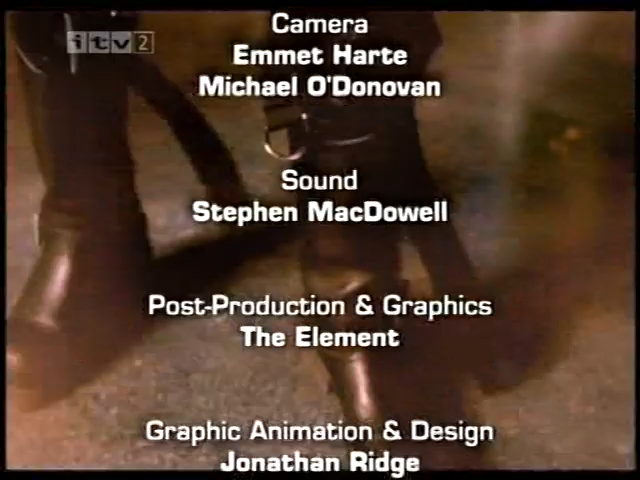 itv2
Camera
Emmet Harte
Michael O'Donovan
Sound
Stephen MacDowell
Post-Production & Graphics
The Element
Graphic Animation & Design
Jonathan Ridge